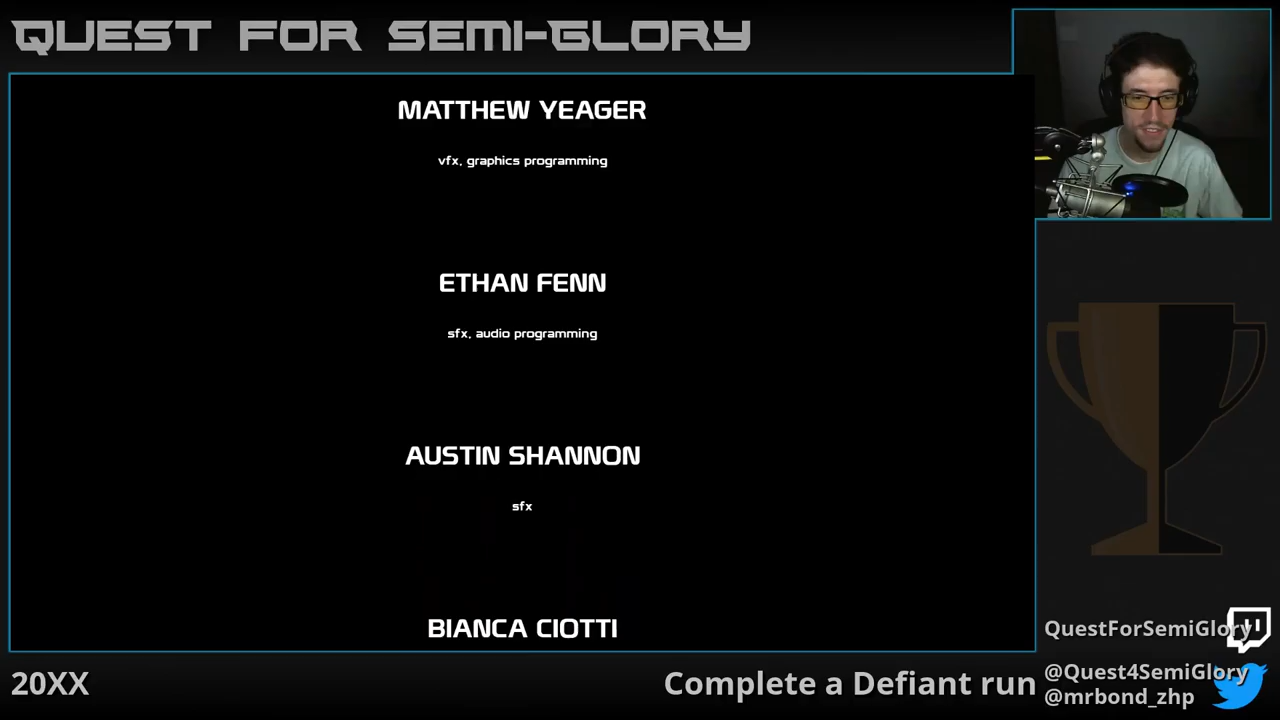 QUEST FOR SEMI-GLORY
MATTHEW YEAGER
vfx, graphics programming
ETHAN FENN
sfx, audio programming
AUSTIN SHANNON
sfx
BIANCA CIOTTI
QuestForSemiGlory
@Quest4SemiGlory
@mrbond_zhp
20XX
Complete a Defiant run